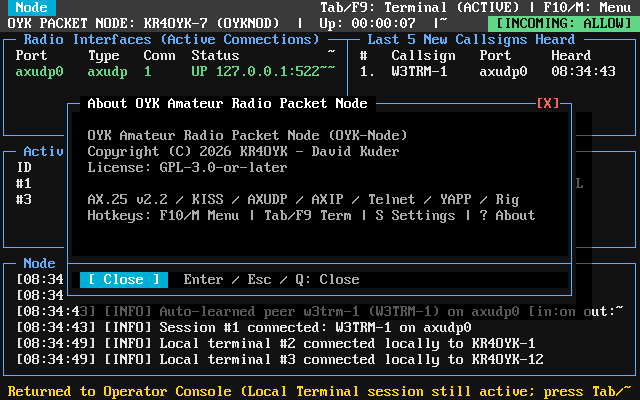 Node Tab/F9: Terminal (ACTIVE) | F10/M: Menu
OYK PACKET NODE: KR4OYK-7 (OYKNOD) | Up: 00:00:07 |~ [INCOMING: ALLOW]
Radio Interfaces (Active Connections)
Port Type Conn Status ~
axudp0 axudp 1 UP 127.0.0.1:522~~
Last 5 New Callsigns Heard
# Callsign Port Heard
1. W3TRM-1 axudp0 08:34:43
About OYK Amateur Radio Packet Node [X]
OYK Amateur Radio Packet Node (OYK-Node)
Copyright (C) 2026 KR4OYK - David Kuder
License: GPL-3.0-or-later
AX.25 v2.2 / KISS / AXUDP / AXIP / Telnet / YAPP / Rig
Hotkeys: F10/M Menu | Tab/F9 Term | S Settings | ? About
[ Close ] Enter / Esc / Q: Close
Activ
ID
#1 L
#3
Node
[08:34
[08:34
[08:34:43] [INFO] Auto-learned peer w3trm-1 (W3TRM-1) on axudp0 [in:on out:~
[08:34:43] [INFO] Session #1 connected: W3TRM-1 on axudp0
[08:34:49] [INFO] Local terminal #2 connected locally to KR4OYK-1
[08:34:49] [INFO] Local terminal #3 connected locally to KR4OYK-12
Returned to Operator Console (Local Terminal session still active; press Tab/~